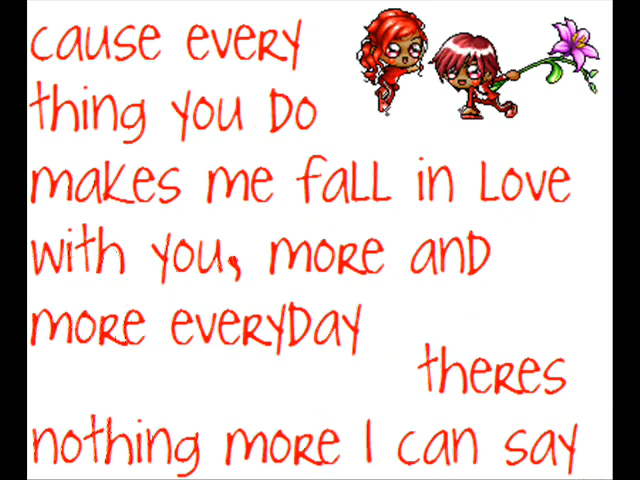 cause every
thing you do
makes me fall in love
with you, more and
more everyday
theres
nothing more I can say